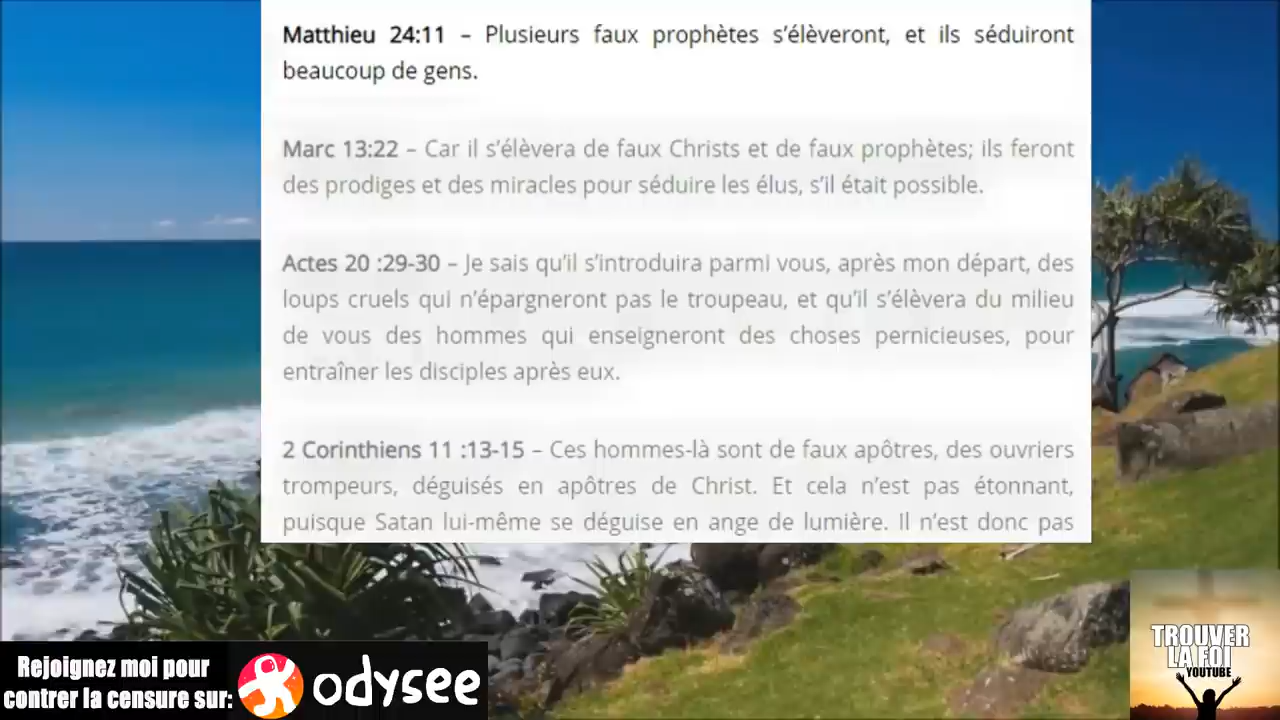 Matthieu 24:11 – Plusieurs faux prophètes s’élèveront, et ils séduiront
beaucoup de gens.
Marc 13:22 – Car il s’élèvera de faux Christs et de faux prophètes; ils feront
des prodiges et des miracles pour séduire les élus, s’il était possible.
Actes 20 :29-30 – Je sais qu’il s’introduira parmi vous, après mon départ, des
loups cruels qui n’épargneront pas le troupeau, et qu’il s’élèvera du milieu
de vous des hommes qui enseigneront des choses pernicieuses, pour
entraîner les disciples après eux.
2 Corinthiens 11 :13-15 – Ces hommes-là sont de faux apôtres, des ouvriers
trompeurs, déguisés en apôtres de Christ. Et cela n’est pas étonnant,
puisque Satan lui-même se déguise en ange de lumière. Il n’est donc pas
Rejoignez moi pour
contrer la censure sur:
odysee
TROUVER
LA FOI
YOUTUBE